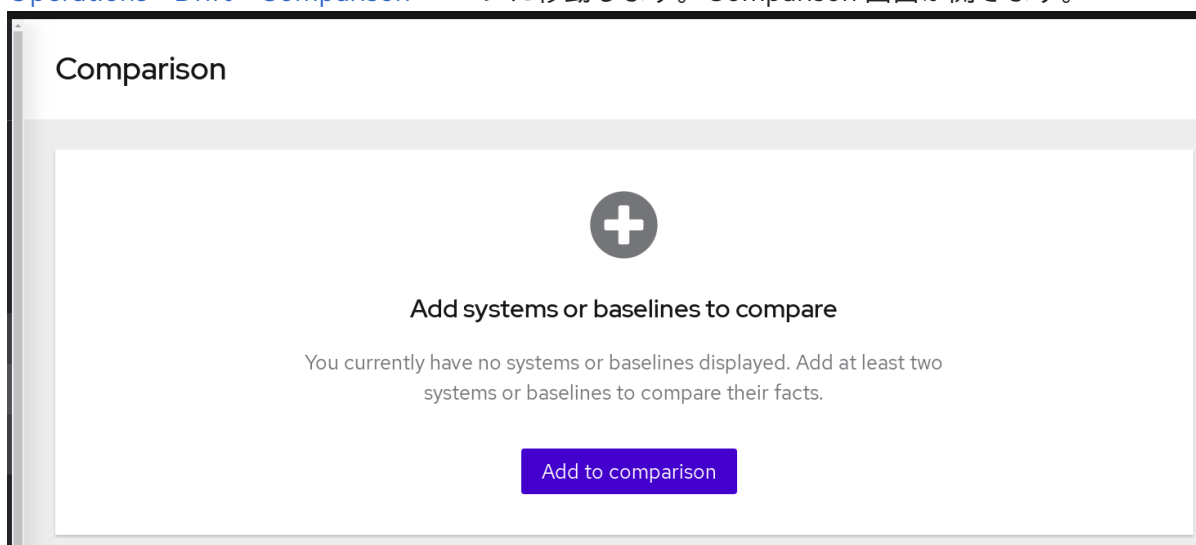 Comparison
Add systems or baselines to compare
You currently have no systems or baselines displayed. Add at least two
systems or baselines to compare their facts.
Add to comparison